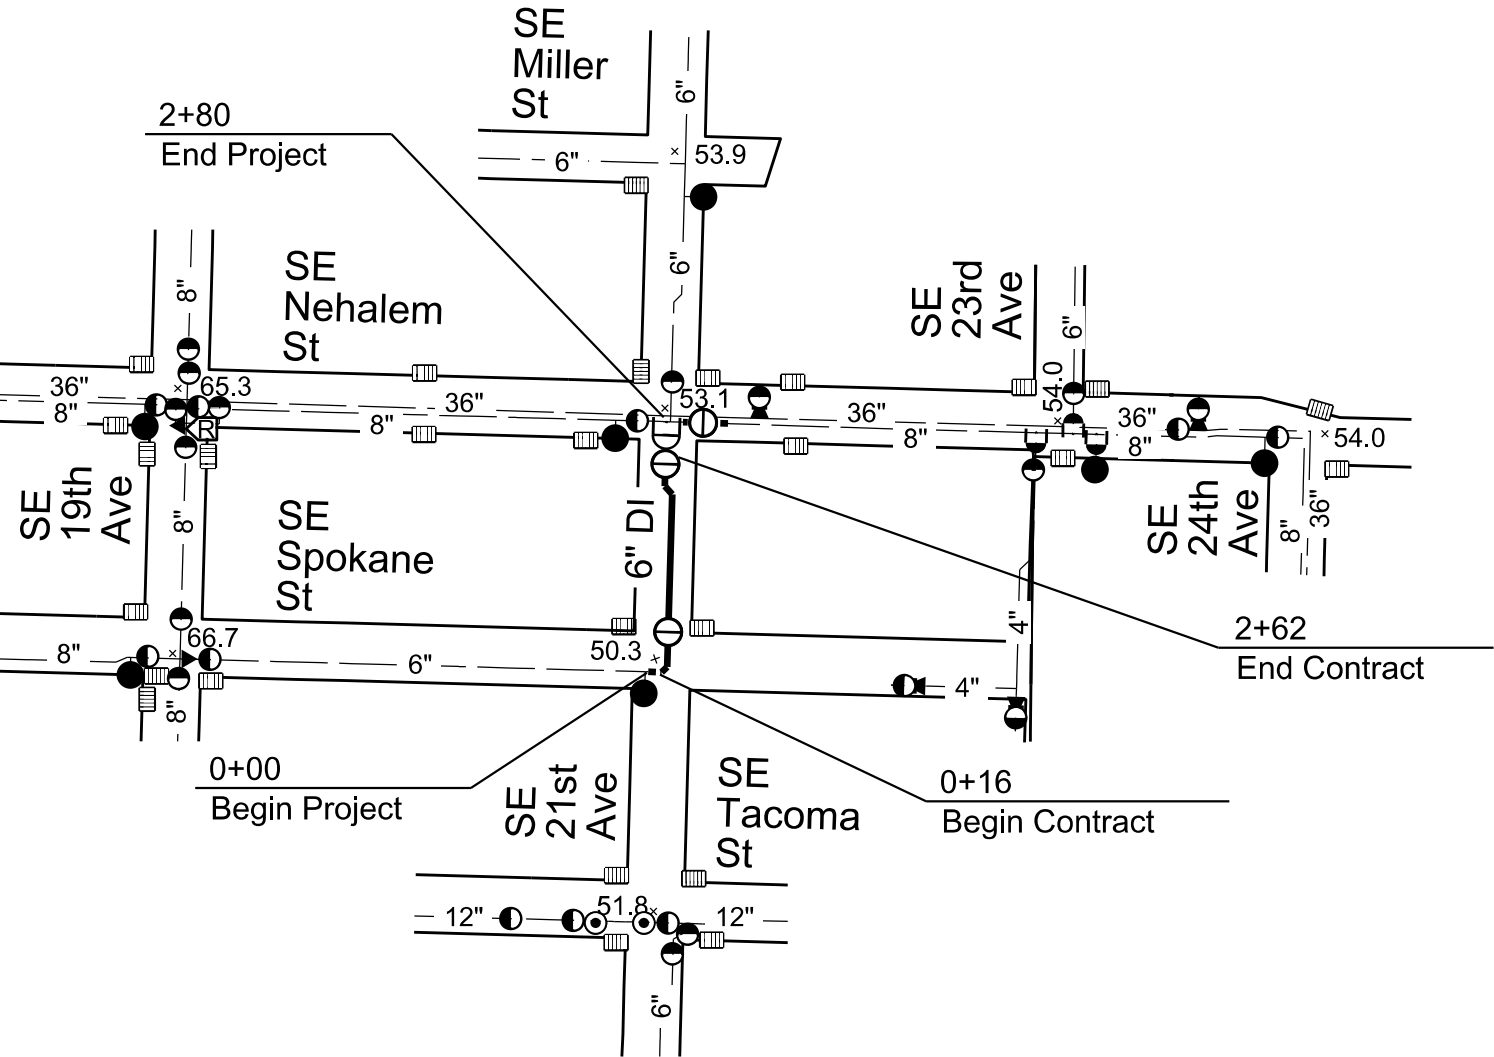 SE
Miller
St
6"
2+80
End Project
6"
53.9
SE
Nehalem
St
8"
6"
SE
23rd
Ave
6"
36"
65.3
36"
53.1
36"
54.0
36"
8"
8"
8"
8"
54.0
R
SE
19th
Ave
8"
SE
Spokane
St
6" DI
SE
24th
Ave
8"
36"
4"
2+62
End Contract
8"
66.7
6"
50.3
4"
8"
0+00
Begin Project
SE
21st
Ave
SE
Tacoma
St
0+16
Begin Contract
12"
51.8
12"
6"